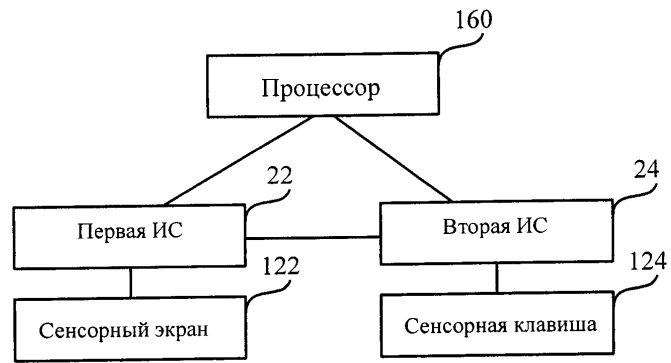 160
Процессор
22
24
Первая ИС
Вторая ИС
122
124
Сенсорный экран
Сенсорная клавиша